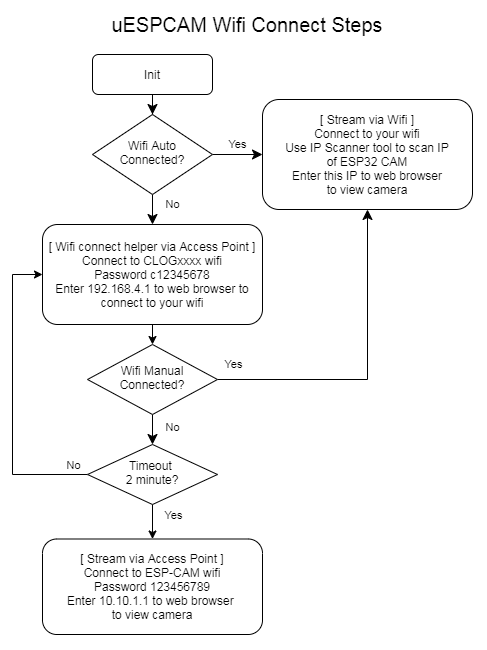 uESPCAM Wifi Connect Steps
Init
Wifi Auto
Connected?
Yes
[ Stream via Wifi ]
Connect to your wifi
Use IP Scanner tool to scan IP
of ESP32 CAM
Enter this IP to web browser
to view camera
No
[ Wifi connect helper via Access Point ]
Connect to CLOGxxxx wifi
Password c12345678
Enter 192.168.4.1 to web browser to
connect to your wifi
Wifi Manual
Connected?
Yes
No
Timeout
2 minute?
No
Yes
[ Stream via Access Point ]
Connect to ESP-CAM wifi
Password 123456789
Enter 10.10.1.1 to web browser
to view camera